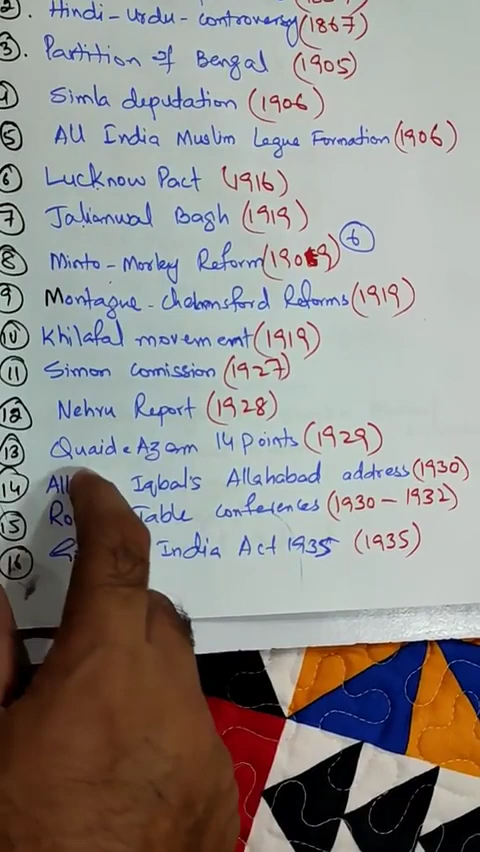 2. Hindi-Urdu-controversy (1867)
3. Partition of Bengal (1905)
4 Simla deputation (1906)
5 All India Muslim Legue Formation (1906)
6 Lucknow Pact (1916)
7 Jalianwal Bagh (1919)
8 Minto-Morley Reform (1909) 6
9 Montague-Chelmsford Reforms (1919)
10 Khilafat movement (1919)
11 Simon comission (1927)
12 Nehru Report (1928)
13 Quaid e Azam 14 points (1929)
14 All Iqbal's Allahabad address (1930)
15 Ro Table conferences (1930 - 1932)
16 India Act 1935 (1935)